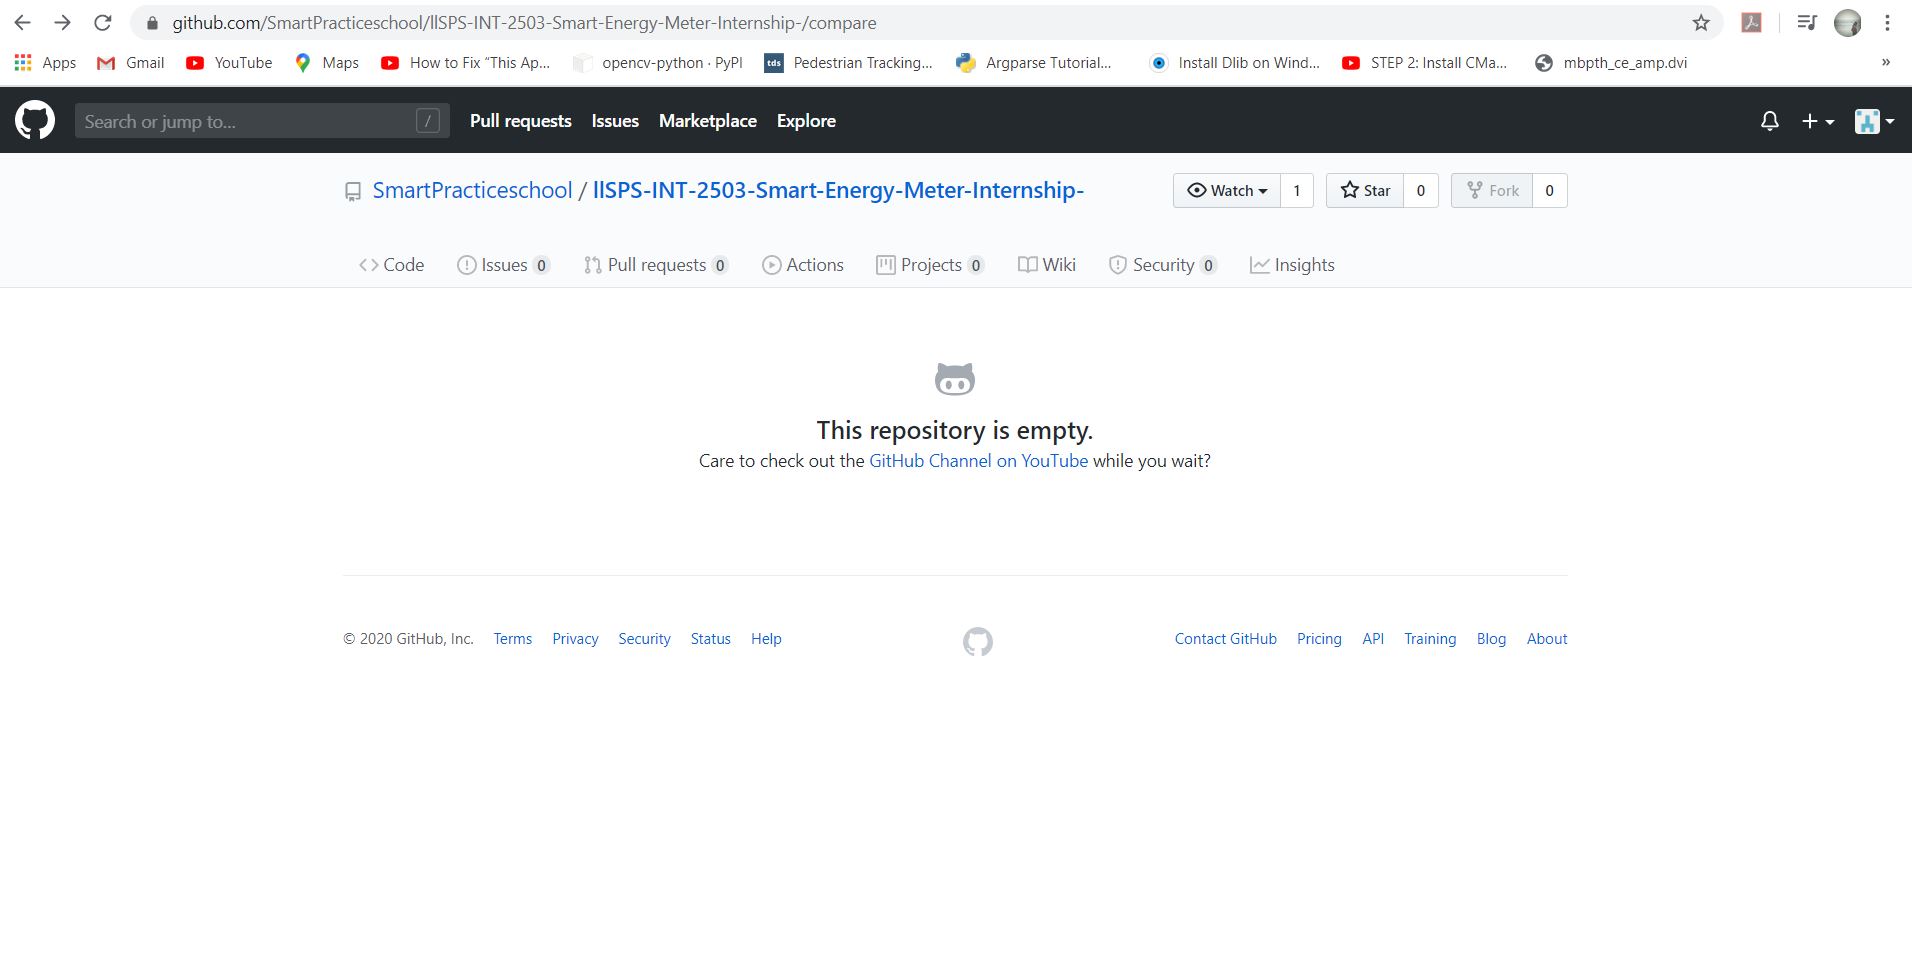 github.com/SmartPracticeschool/llSPS-INT-2503-Smart-Energy-Meter-Internship-/compare
Apps Gmail YouTube Maps How to Fix “This Ap... opencv-python · PyPI tds Pedestrian Tracking... Argparse Tutorial... Install Dlib on Wind... STEP 2: Install CMa... mbpth_ce_amp.dvi »
Search or jump to... / Pull requests Issues Marketplace Explore
SmartPracticeschool / llSPS-INT-2503-Smart-Energy-Meter-Internship- Watch 1 Star 0 Fork 0
Code Issues 0 Pull requests 0 Actions Projects 0 Wiki Security 0 Insights
This repository is empty.
Care to check out the GitHub Channel on YouTube while you wait?
© 2020 GitHub, Inc. Terms Privacy Security Status Help Contact GitHub Pricing API Training Blog About